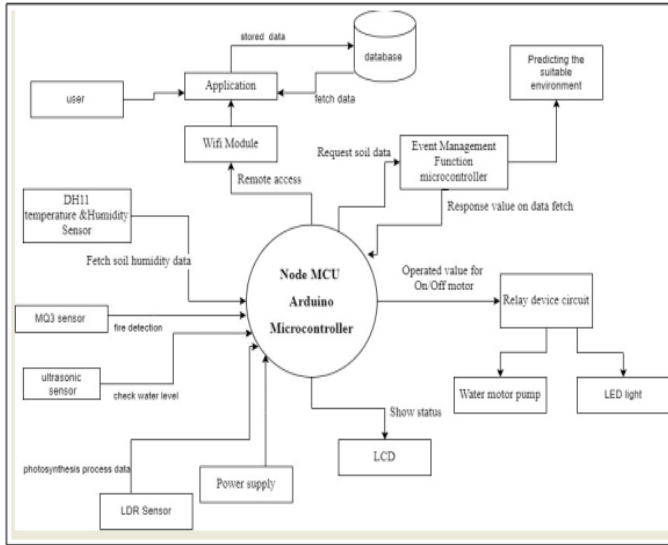 stored data
database
Predicting the
suitable
environment
user
Application
fetch data
Wifi Module
Request soil data
Event Management
Function
microcontroller
Remote access
DH11
temperature &Humidity
Sensor
Response value on data fetch
Fetch soil humidity data
Node MCU
Arduino
Microcontroller
Operated value for
On/Off motor
Relay device circuit
MQ3 sensor
fire detection
ultrasonic
sensor
check water level
Water motor pump
LED light
Show status
LCD
photosynthesis process data
Power supply
LDR Sensor